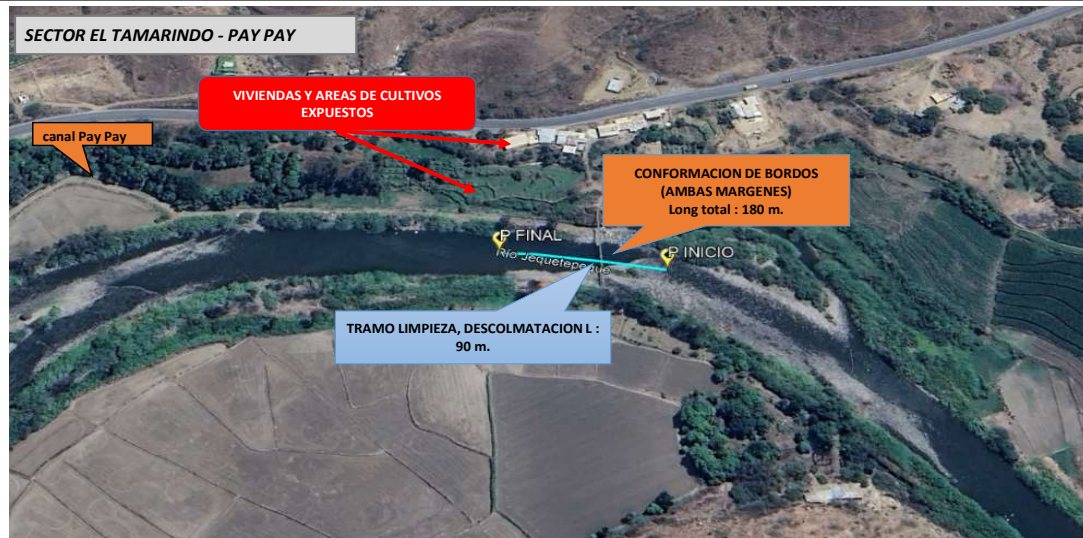 SECTOR EL TAMARINDO - PAY PAY
VIVIENDAS Y AREAS DE CULTIVOS
EXPUESTOS
canal Pay Pay
CONFORMACION DE BORDOS
(AMBAS MARGENES)
Long total : 180 m.
P. FINAL
Río Jequetepeque
P. INICIO
TRAMO LIMPIEZA, DESCOLMATACION L :
90 m.